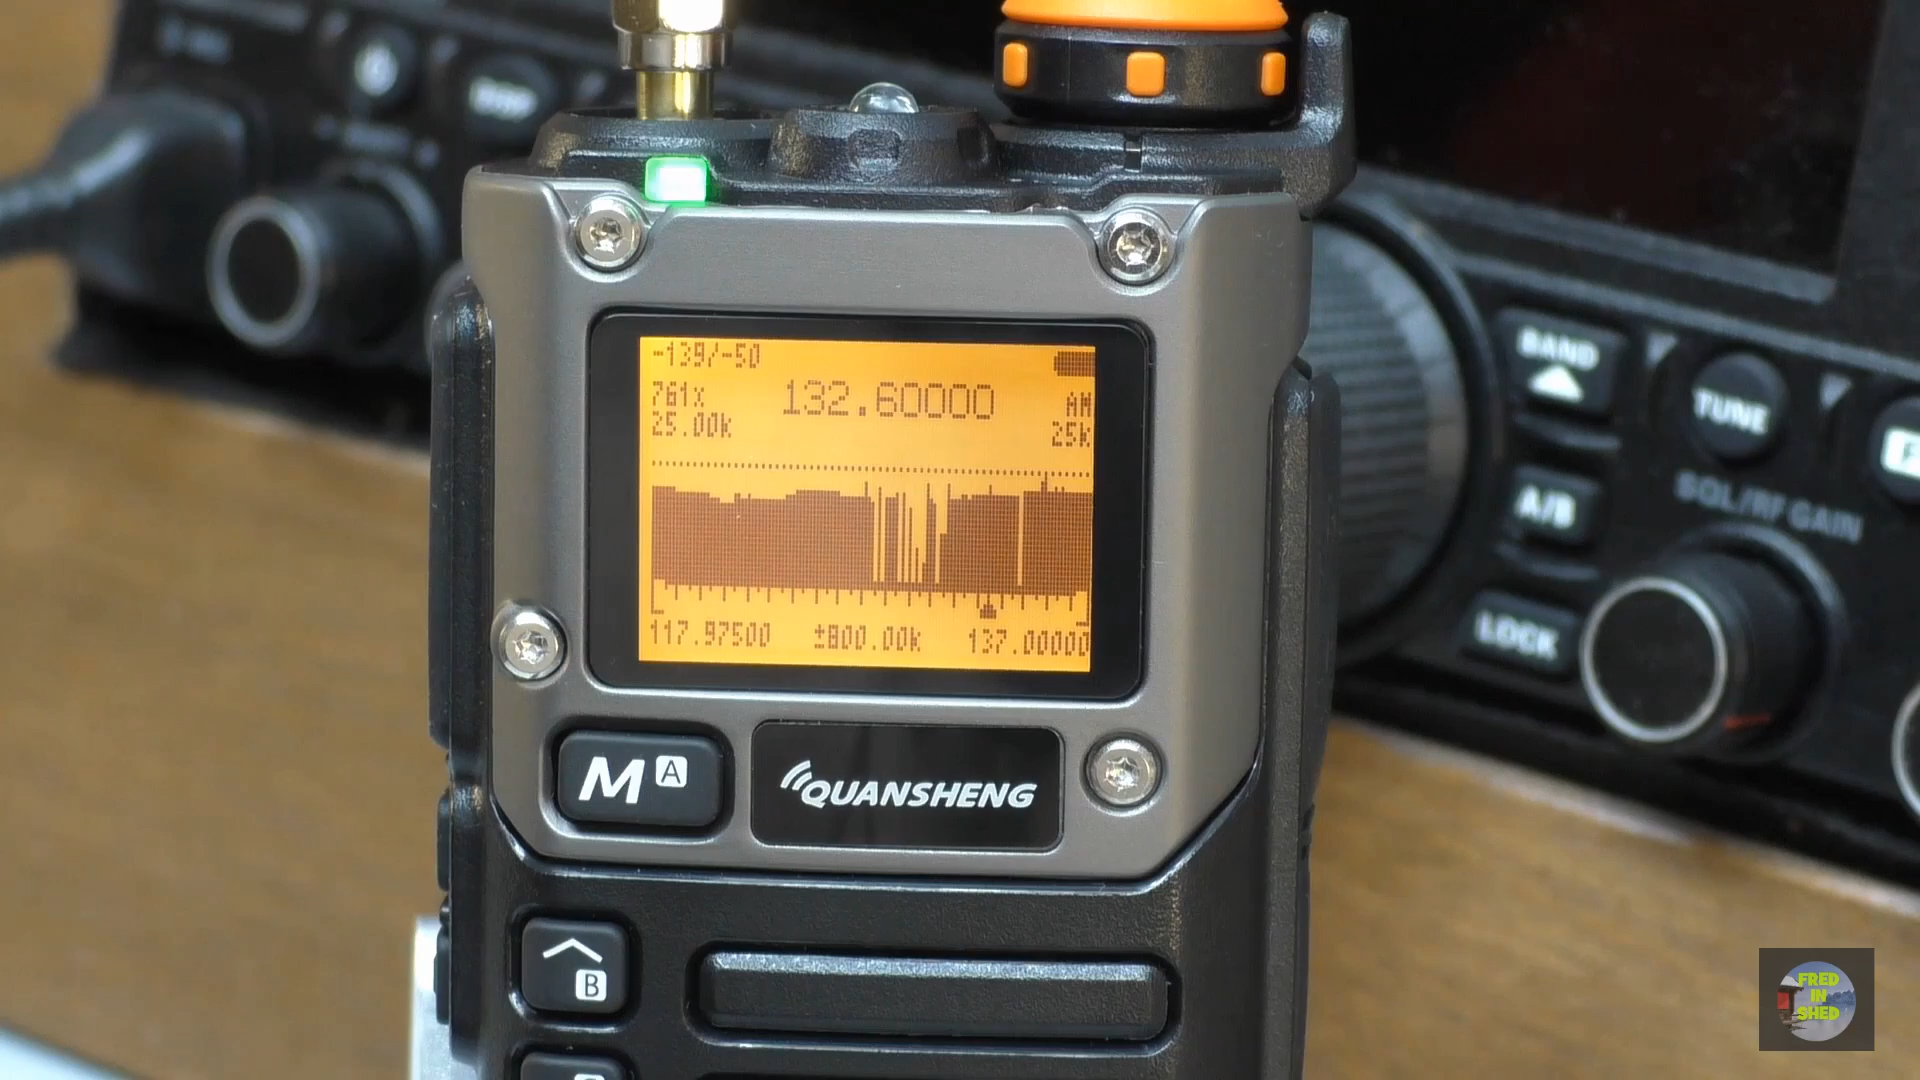 -139/-50
761x
132.60000
AM
25.00k
25k
117.97500
±800.00k
137.00000
M A
QUANSHENG
B
BAND
TUNE
A/B
SQL/RF GAIN
LOCK
FRED
IN
SHED